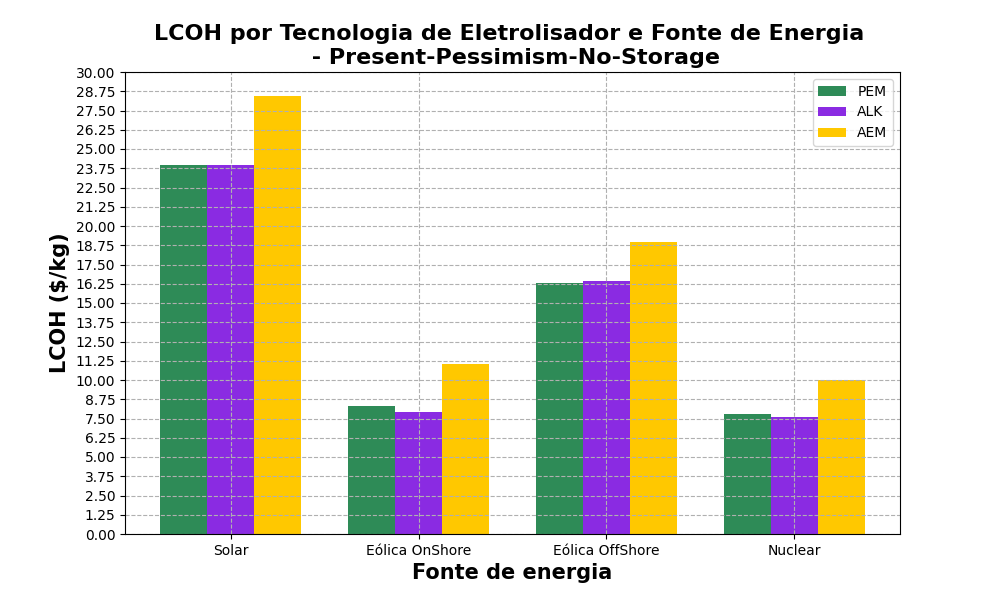 LCOH por Tecnologia de Eletrolisador e Fonte de Energia
- Present-Pessimism-No-Storage
LCOH ($/kg)
30.00
28.75
27.50
26.25
25.00
23.75
22.50
21.25
20.00
18.75
17.50
16.25
15.00
13.75
12.50
11.25
10.00
8.75
7.50
6.25
5.00
3.75
2.50
1.25
0.00
PEM
ALK
AEM
Solar
Eólica OnShore
Eólica OffShore
Nuclear
Fonte de energia